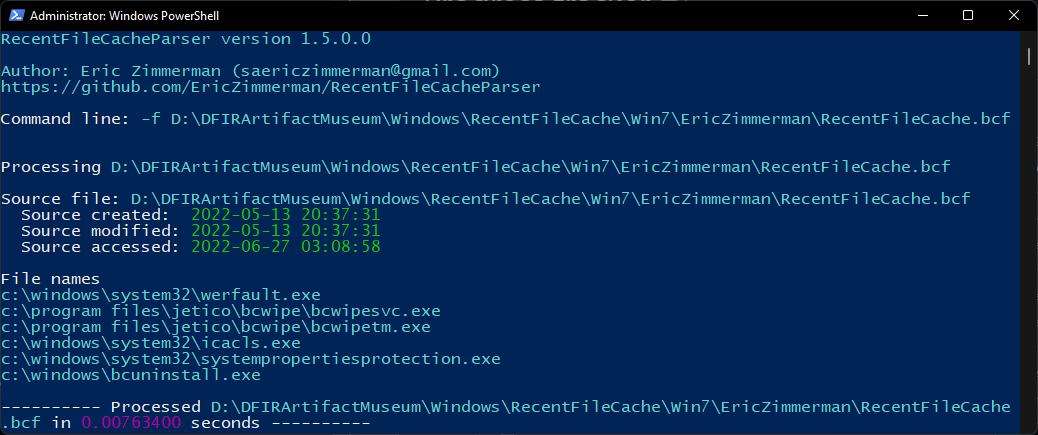 Administrator: Windows PowerShell
RecentFileCacheParser version 1.5.0.0
Author: Eric Zimmerman (saericzimmerman@gmail.com)
https://github.com/EricZimmerman/RecentFileCacheParser
Command line: -f D:\DFIRArtifactMuseum\Windows\RecentFileCache\Win7\EricZimmerman\RecentFileCache.bcf
Processing D:\DFIRArtifactMuseum\Windows\RecentFileCache\Win7\EricZimmerman\RecentFileCache.bcf
Source file: D:\DFIRArtifactMuseum\Windows\RecentFileCache\Win7\EricZimmerman\RecentFileCache.bcf
  Source created:  2022-05-13 20:37:31
  Source modified: 2022-05-13 20:37:31
  Source accessed: 2022-06-27 03:08:58
File names
c:\windows\system32\werfault.exe
c:\program files\jetico\bcwipe\bcwipesvc.exe
c:\program files\jetico\bcwipe\bcwipetm.exe
c:\windows\system32\icacls.exe
c:\windows\system32\systempropertiesprotection.exe
c:\windows\bcuninstall.exe
---------- Processed D:\DFIRArtifactMuseum\Windows\RecentFileCache\Win7\EricZimmerman\RecentFileCache
.bcf in 0.00763400 seconds ----------